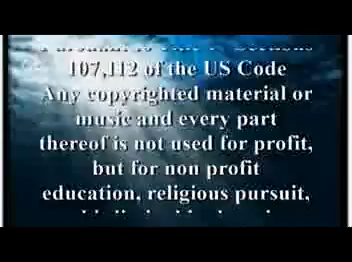 107,112 of the US Code
Any copyrighted material or
music and every part
thereof is not used for profit,
but for non profit
education, religious pursuit,